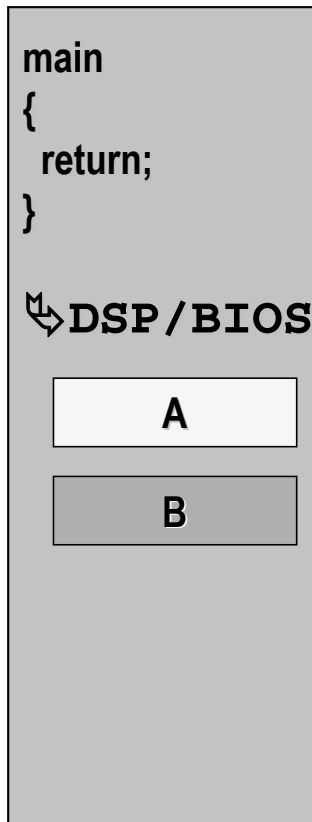 main
{
return;
}
DSP/BIOS
A
B